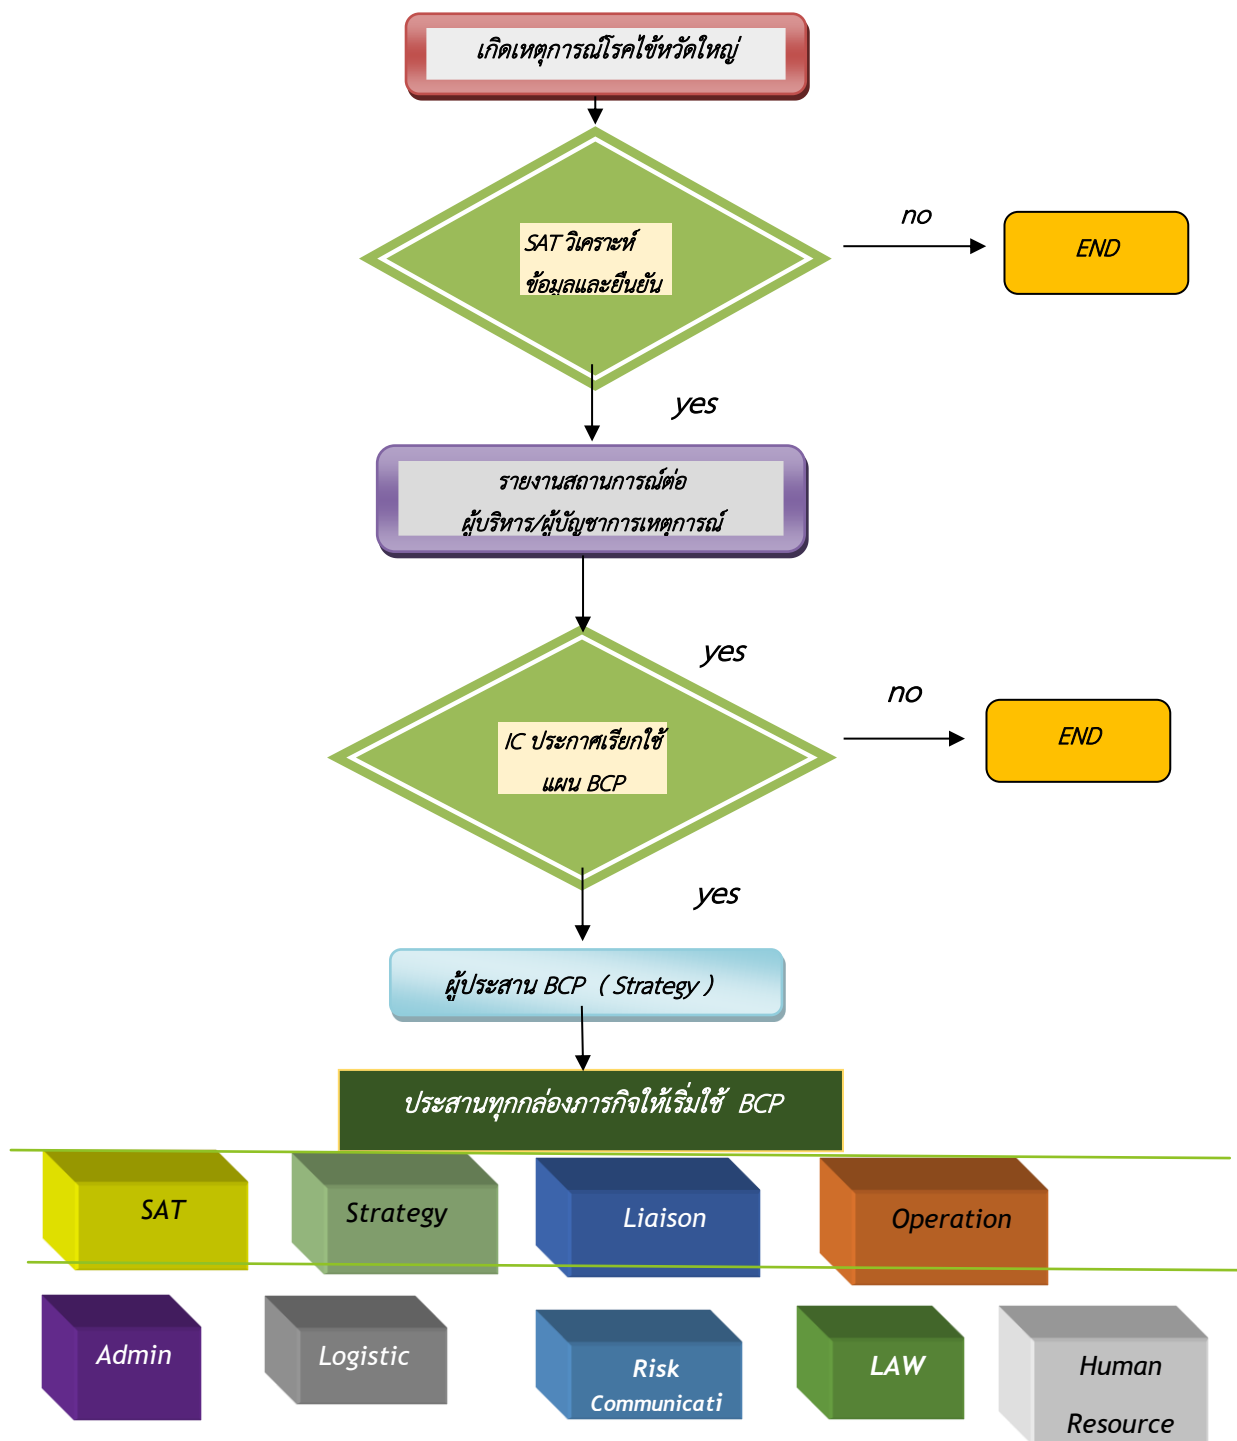 เกิดเหตุการณ์โรคไข้หวัดใหญ่
SAT วิเคราะห์
ข้อมูลและยืนยัน
no
END
yes
รายงานสถานการณ์ต่อ
ผู้บริหาร/ผู้บัญชาการเหตุการณ์
yes
IC ประกาศเรียกใช้
แผน BCP
no
END
yes
ผู้ประสาน BCP ( Strategy )
ประสานทุกกล่องภารกิจให้เริ่มใช้ BCP
SAT
Strategy
Liaison
Operation
Admin
Logistic
Risk
Communicati
LAW
Human
Resource